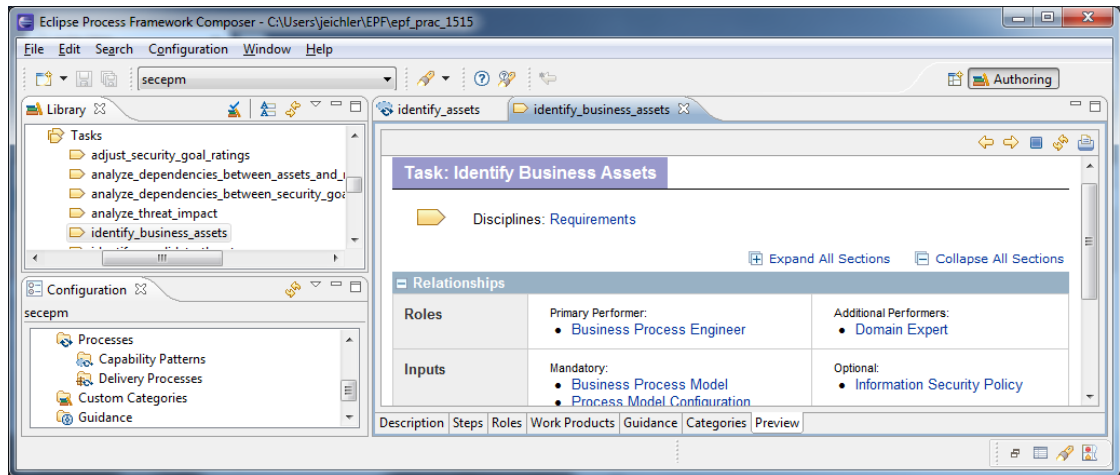 Eclipse Process Framework Composer - C:\Users\jeichler\EPF\epf_prac_1515
File Edit Search Configuration Window Help
secepm
Authoring
Library
Tasks
adjust_security_goal_ratings
analyze_dependencies_between_assets_and_
analyze_dependencies_between_security_goa
analyze_threat_impact
identify_business_assets
Configuration
secepm
Processes
Capability Patterns
Delivery Processes
Custom Categories
Guidance
identify_assets identify_business_assets
Task: Identify Business Assets
Disciplines: Requirements
Expand All Sections Collapse All Sections
Relationships
Roles
Primary Performer:
• Business Process Engineer
Additional Performers:
• Domain Expert
Inputs
Mandatory:
• Business Process Model
• Process Model Configuration
Optional:
• Information Security Policy
Description Steps Roles Work Products Guidance Categories Preview